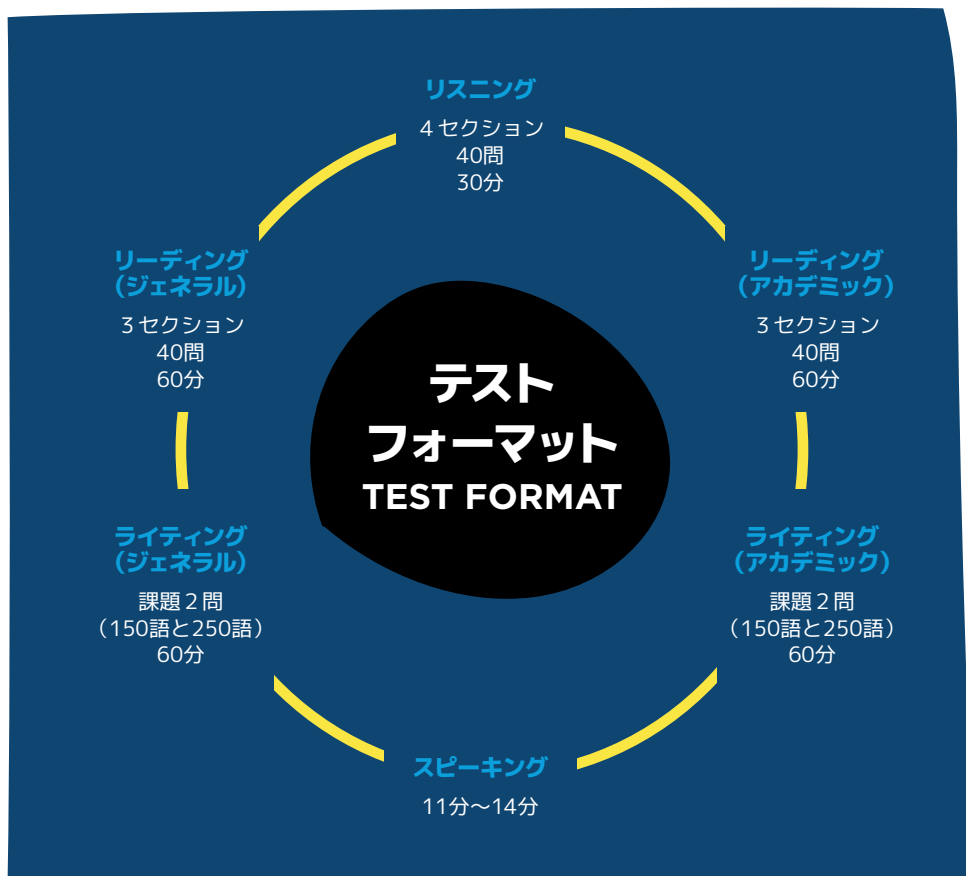 リスニング
４セクション
40問
30分
リーディング
（ジェネラル）
３セクション
40問
60分
リーディング
（アカデミック）
３セクション
40問
60分
テスト
フォーマット
TEST FORMAT
ライティング
（ジェネラル）
課題２問
（150語と250語）
60分
ライティング
（アカデミック）
課題２問
（150語と250語）
60分
スピーキング
11分〜14分